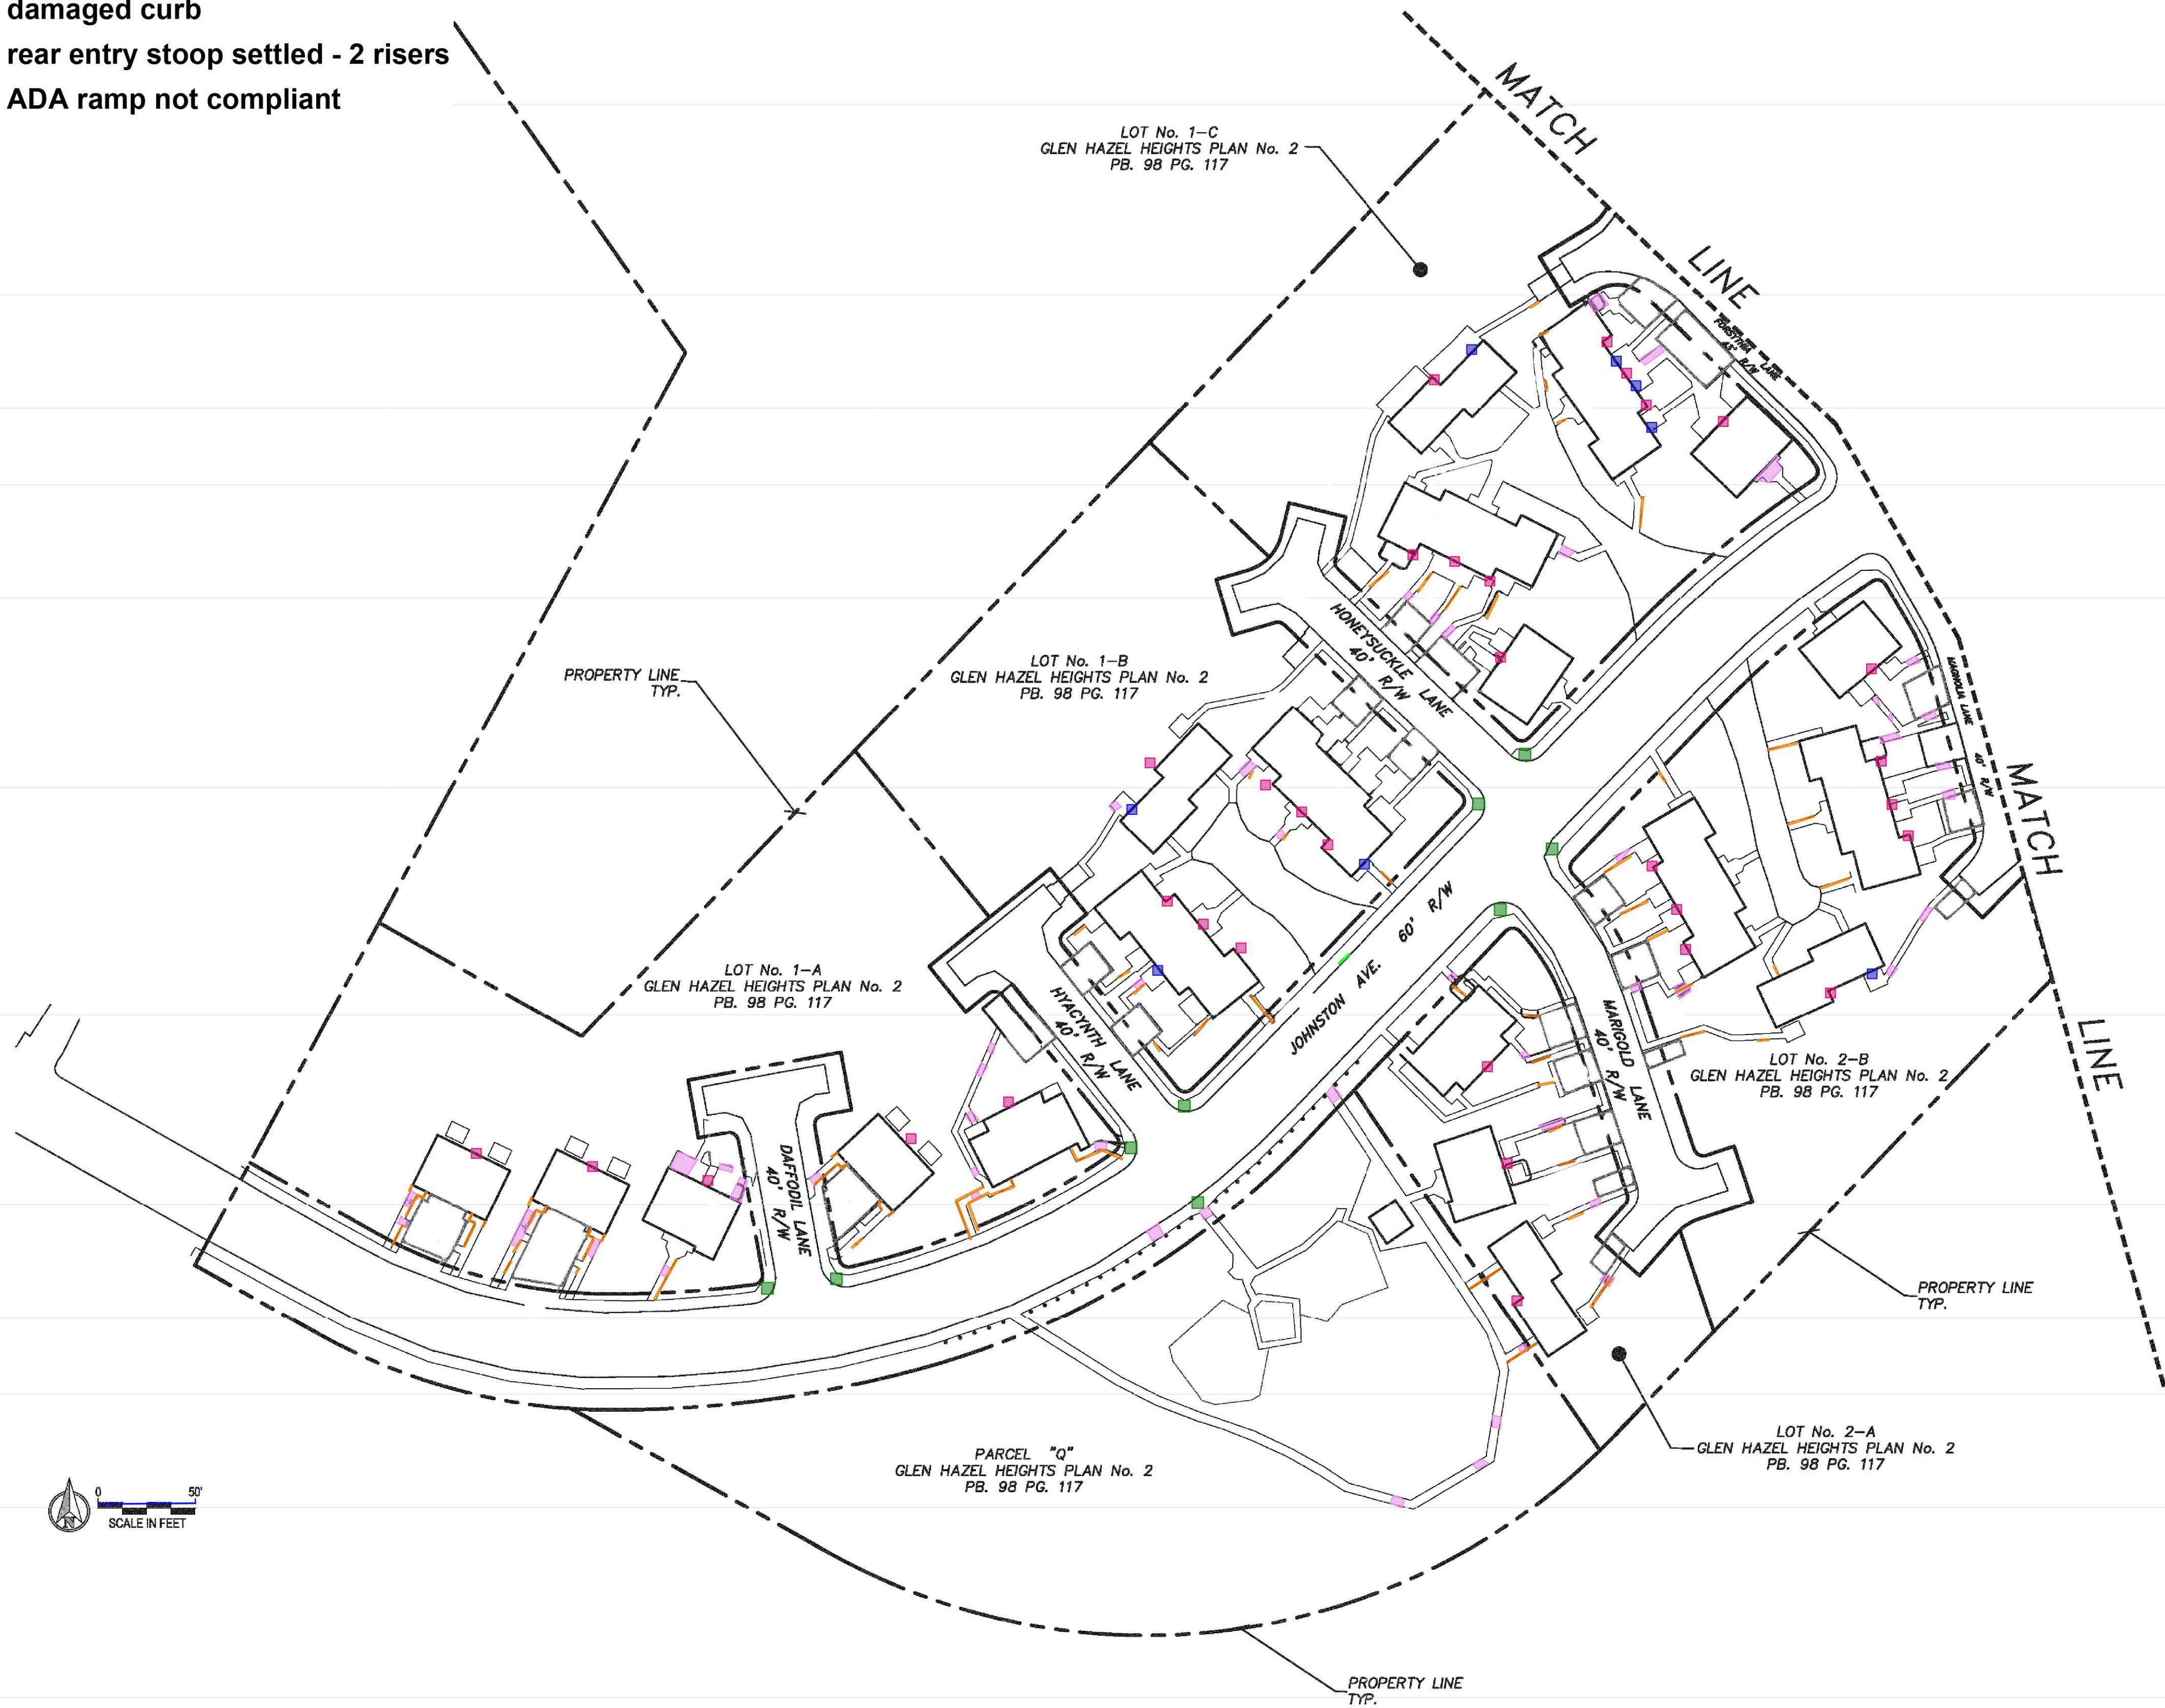 damaged curb
rear entry stoop settled - 2 risers
ADA ramp not compliant
MATCH
LINE
LOT No. 1-C
GLEN HAZEL HEIGHTS PLAN No. 2
PB. 98 PG. 117
FORSYTHIA LANE
43' R/W
HONEYSUCKLE LANE
40' R/W
LOT No. 1-B
GLEN HAZEL HEIGHTS PLAN No. 2
PB. 98 PG. 117
PROPERTY LINE
TYP.
MAGNOLIA LANE
40' R/W
MATCH
LINE
LOT No. 1-A
GLEN HAZEL HEIGHTS PLAN No. 2
PB. 98 PG. 117
HYACYNTH LANE
40' R/W
JOHNSTON AVE. 60' R/W
MARIGOLD LANE
40' R/W
LOT No. 2-B
GLEN HAZEL HEIGHTS PLAN No. 2
PB. 98 PG. 117
DAFFODIL LANE
40' R/W
PROPERTY LINE
TYP.
LOT No. 2-A
GLEN HAZEL HEIGHTS PLAN No. 2
PB. 98 PG. 117
PARCEL "Q"
GLEN HAZEL HEIGHTS PLAN No. 2
PB. 98 PG. 117
N
0 50'
SCALE IN FEET
PROPERTY LINE
TYP.